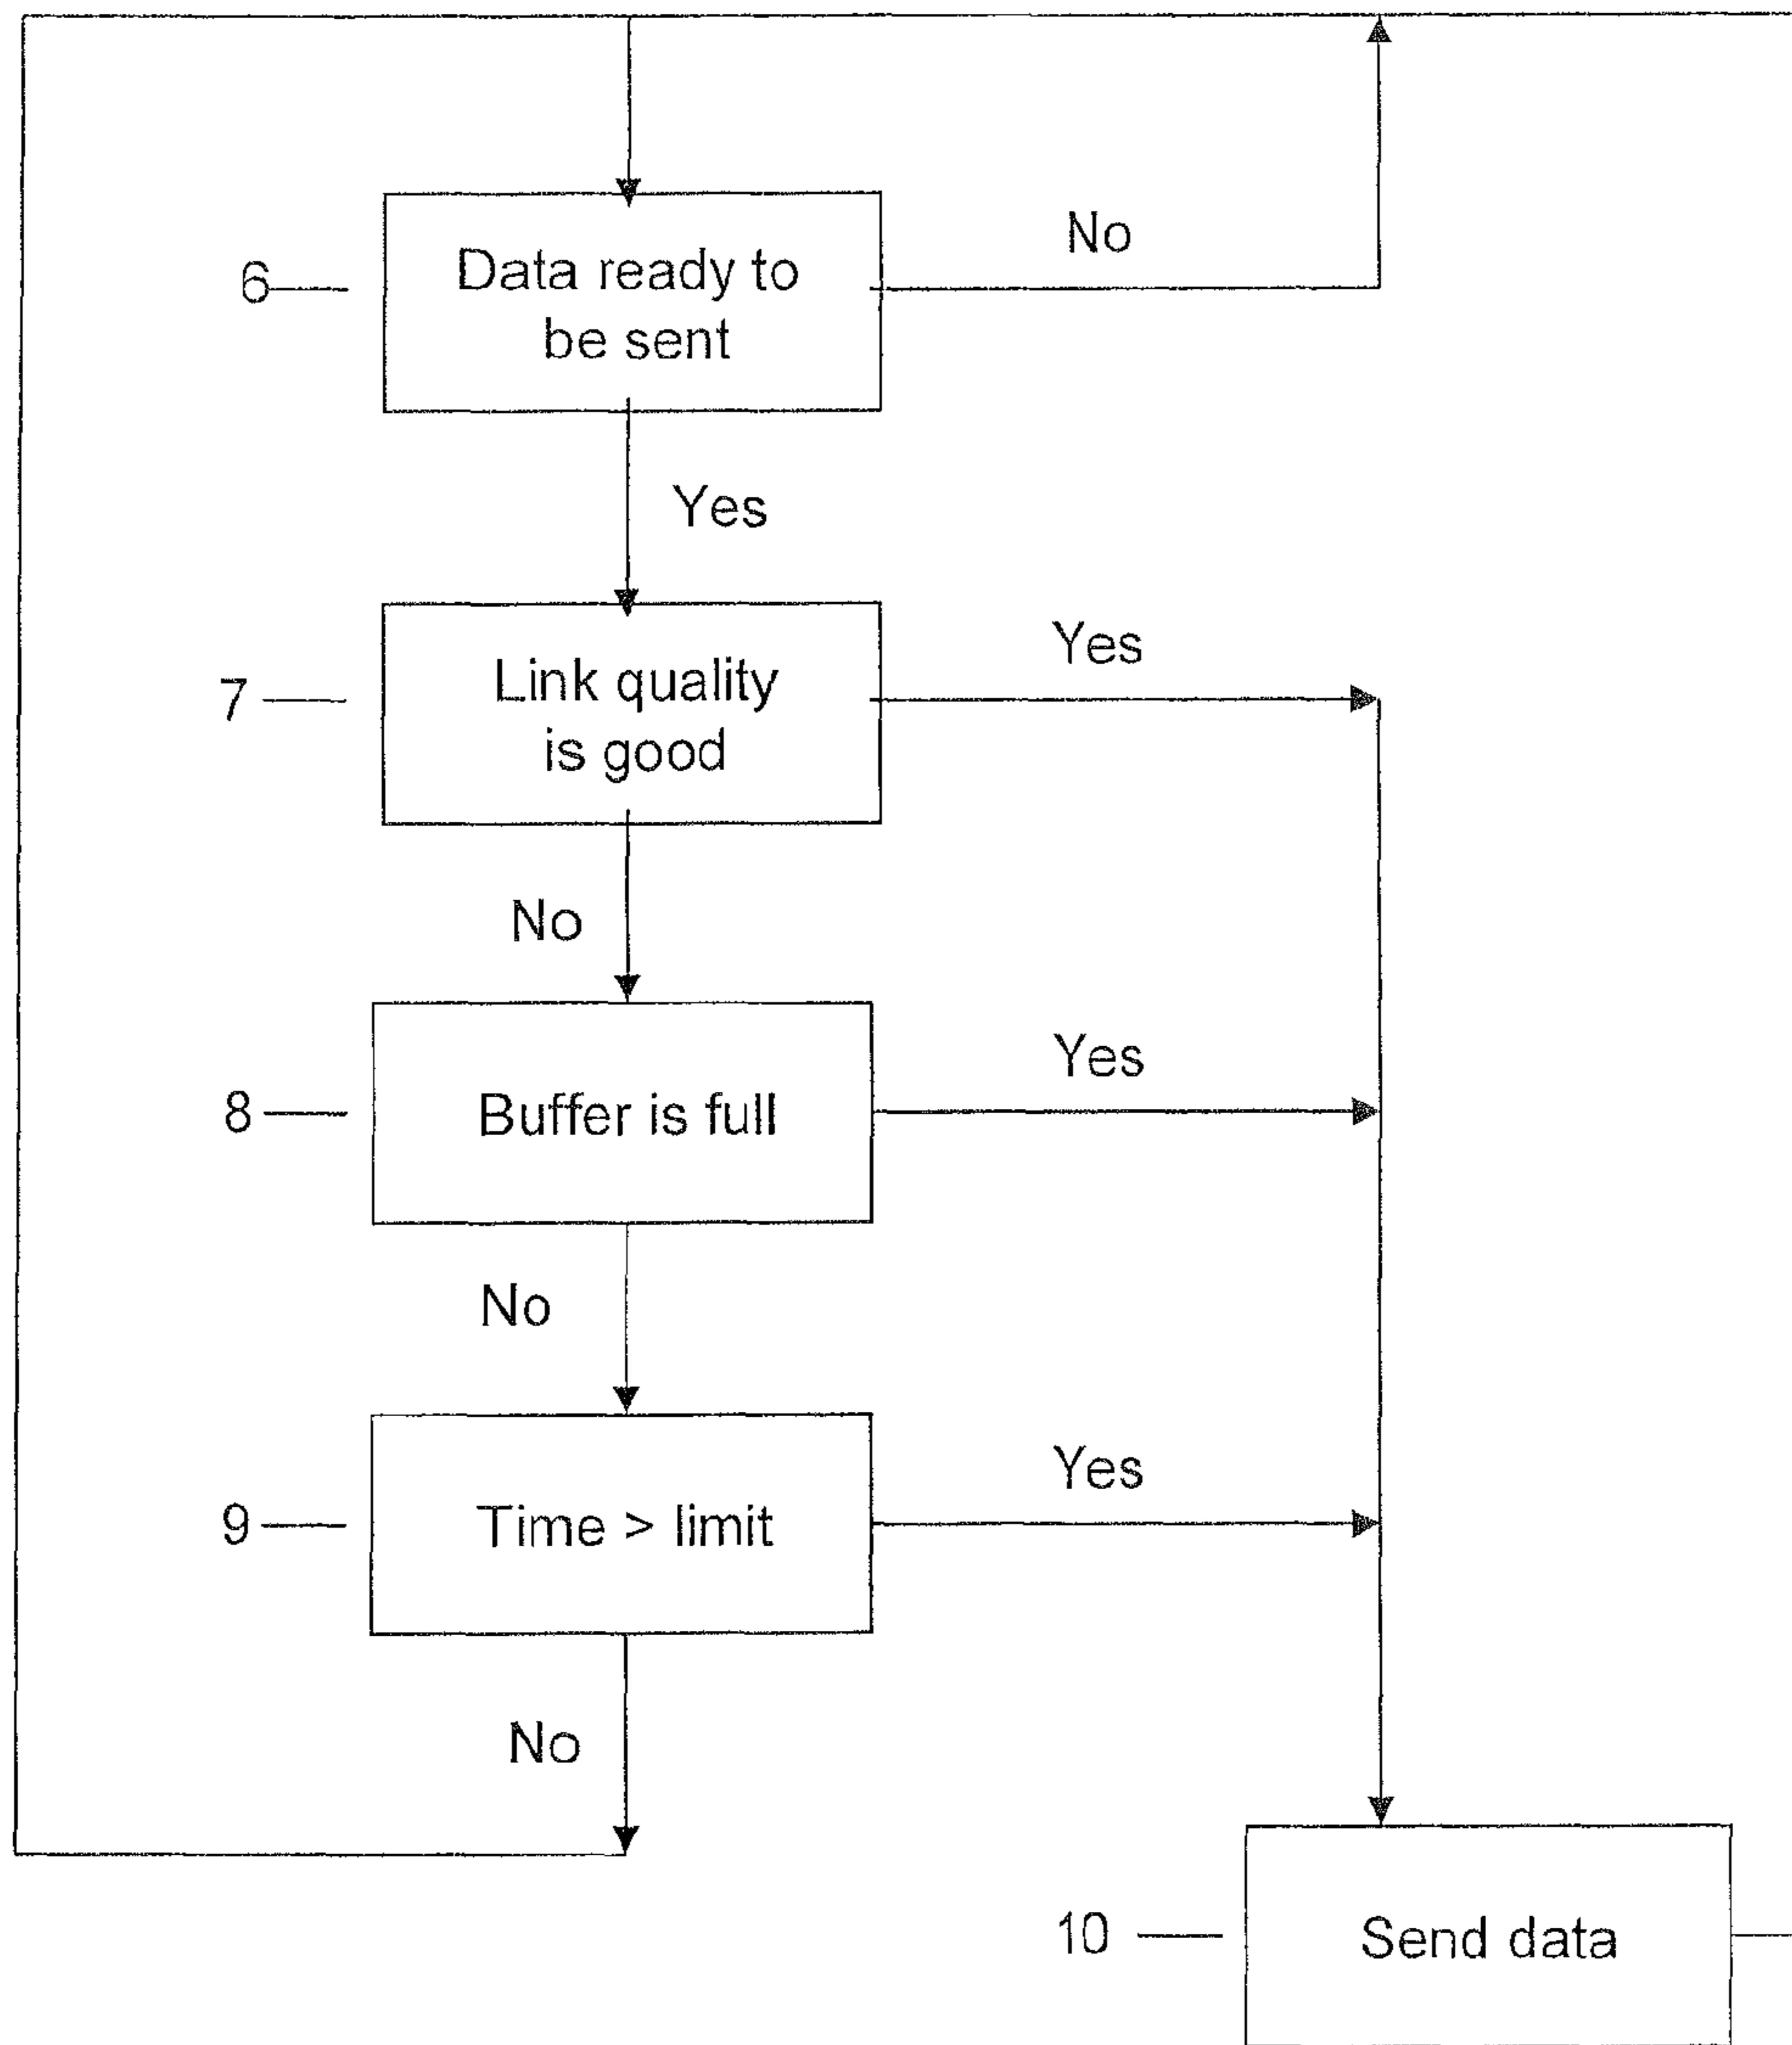 No
6
Data ready to
be sent
Yes
Yes
7
Link quality
is good
No
Yes
8
Buffer is full
No
Yes
9
Time > limit
No
10
Send data